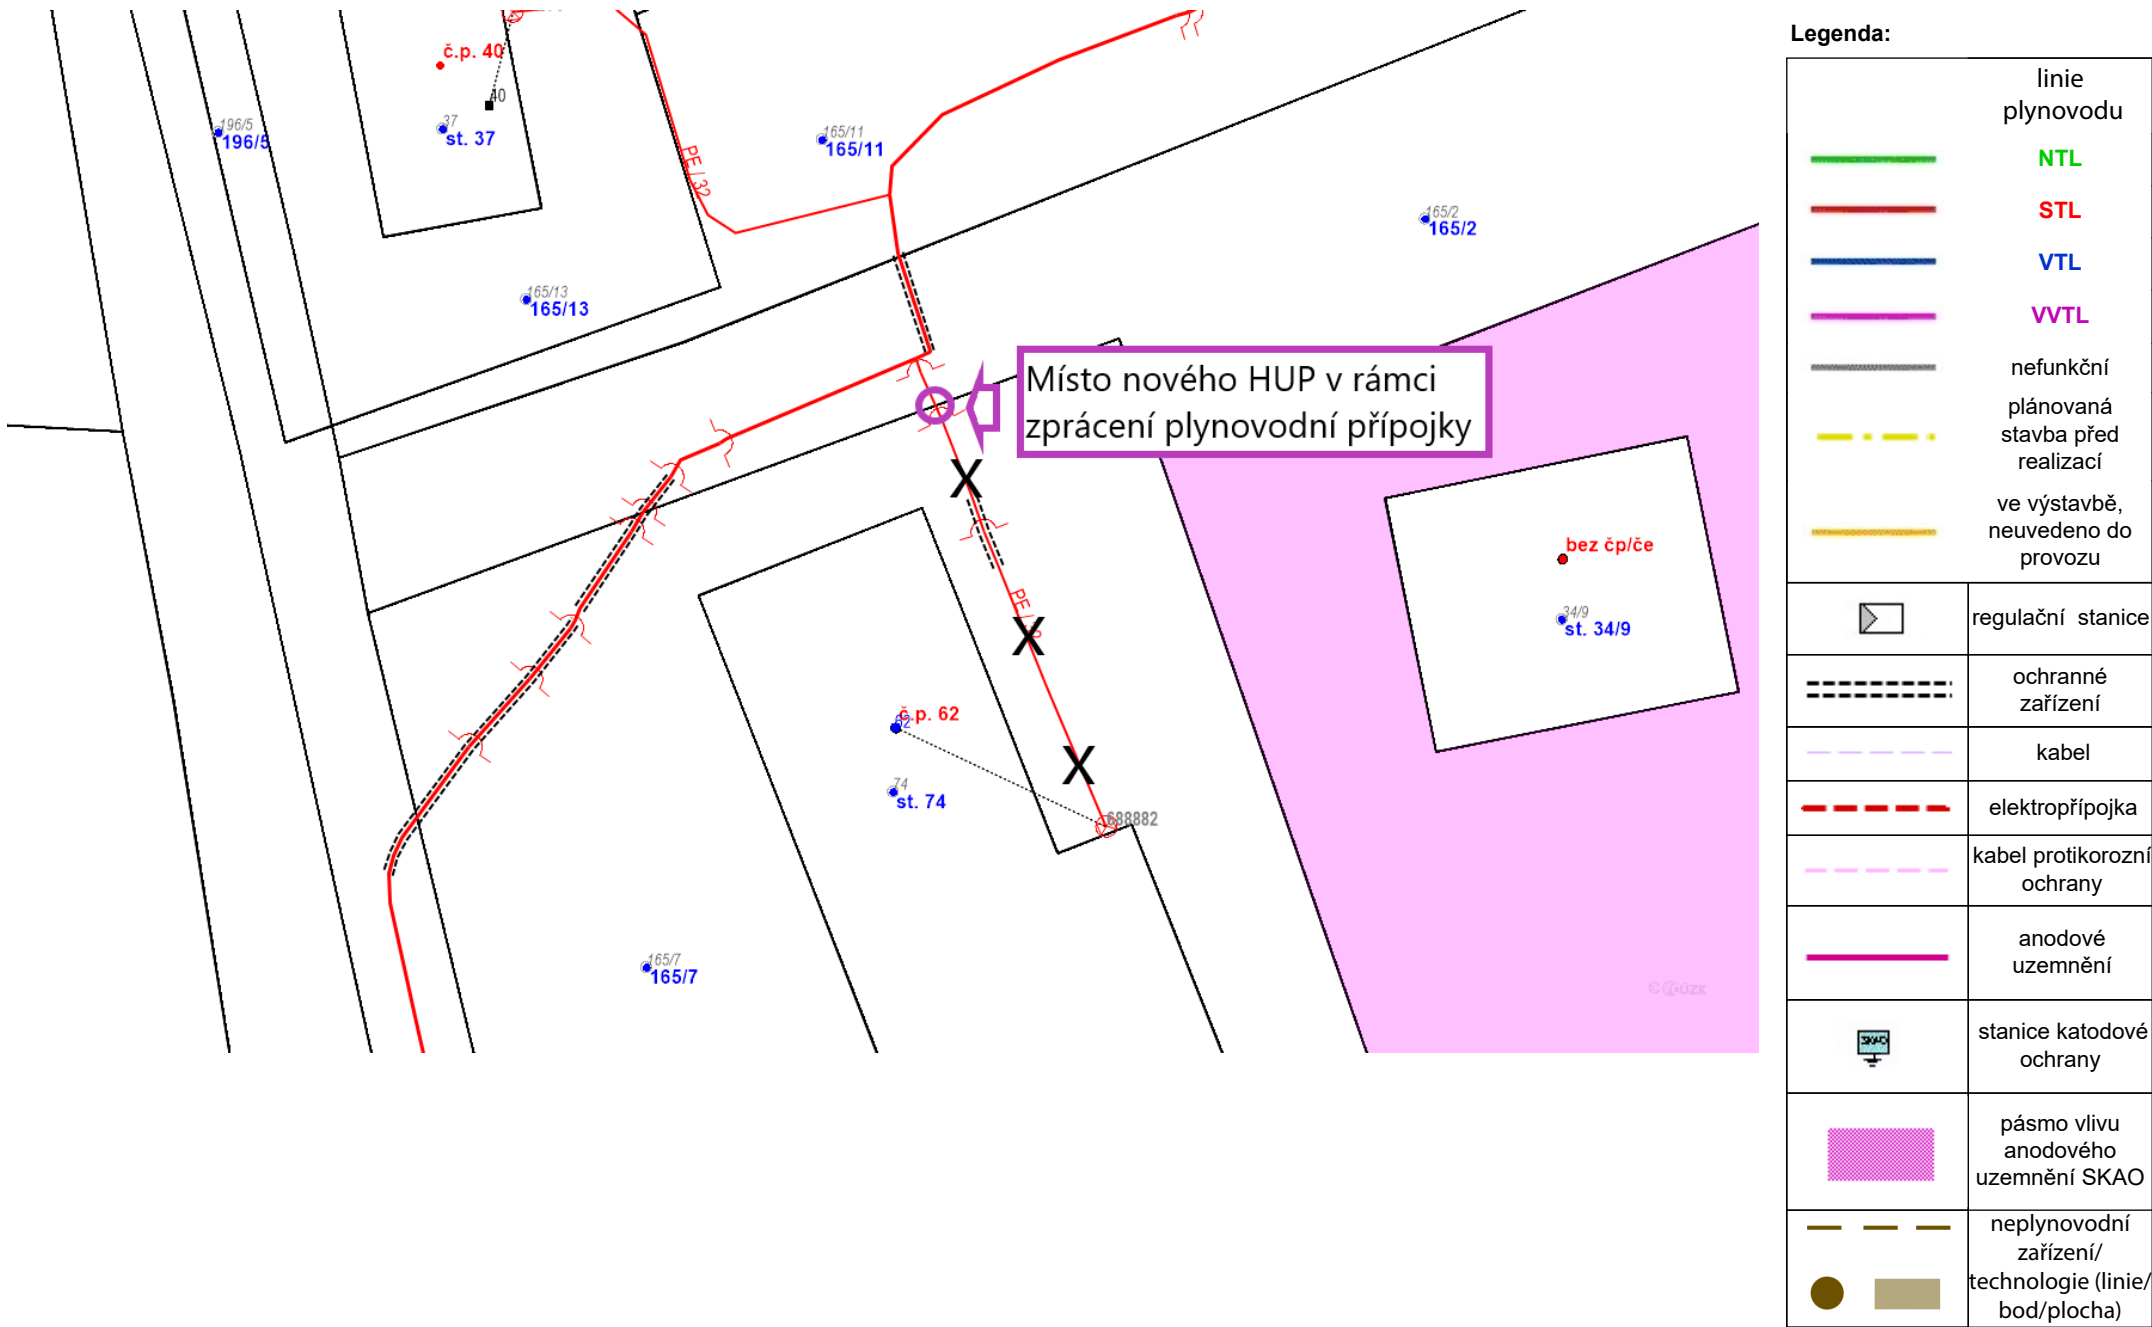 č.p. 40
40
37
st. 37
196/5
196/5
165/11
165/11
PE / 32
165/2
165/2
165/13
165/13
Místo nového HUP v rámci
zprácení plynovodní přípojky
X
bez čp/če
34/9
st. 34/9
X
č.p. 62
62
X
74
st. 74
688882
165/7
165/7
Legenda:
linie
plynovodu
NTL
STL
VTL
VVTL
nefunkční
plánovaná
stavba před
realizací
ve výstavbě,
neuvedeno do
provozu
regulační stanice
ochranné
zařízení
kabel
elektropřípojka
kabel protikorozní
ochrany
anodové
uzemnění
SKAO
stanice katodové
ochrany
pásmo vlivu
anodového
uzemnění SKAO
neplynovodní
zařízení/
technologie (linie/
bod/plocha)